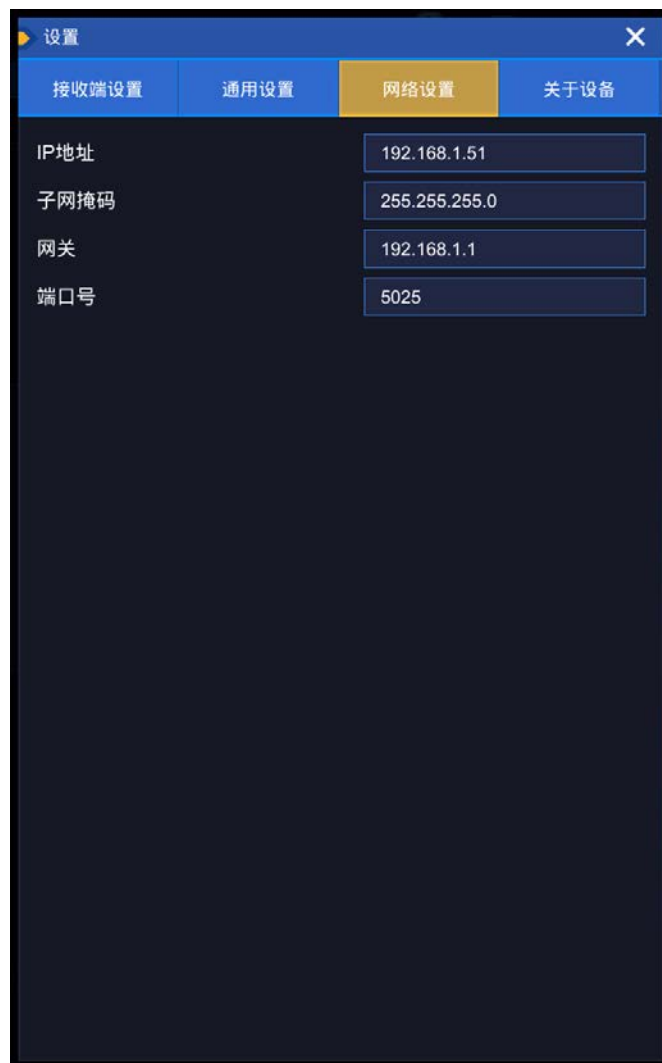 设置
接收端设置 通用设置 网络设置 关于设备
IP地址 192.168.1.51
子网掩码 255.255.255.0
网关 192.168.1.1
端口号 5025